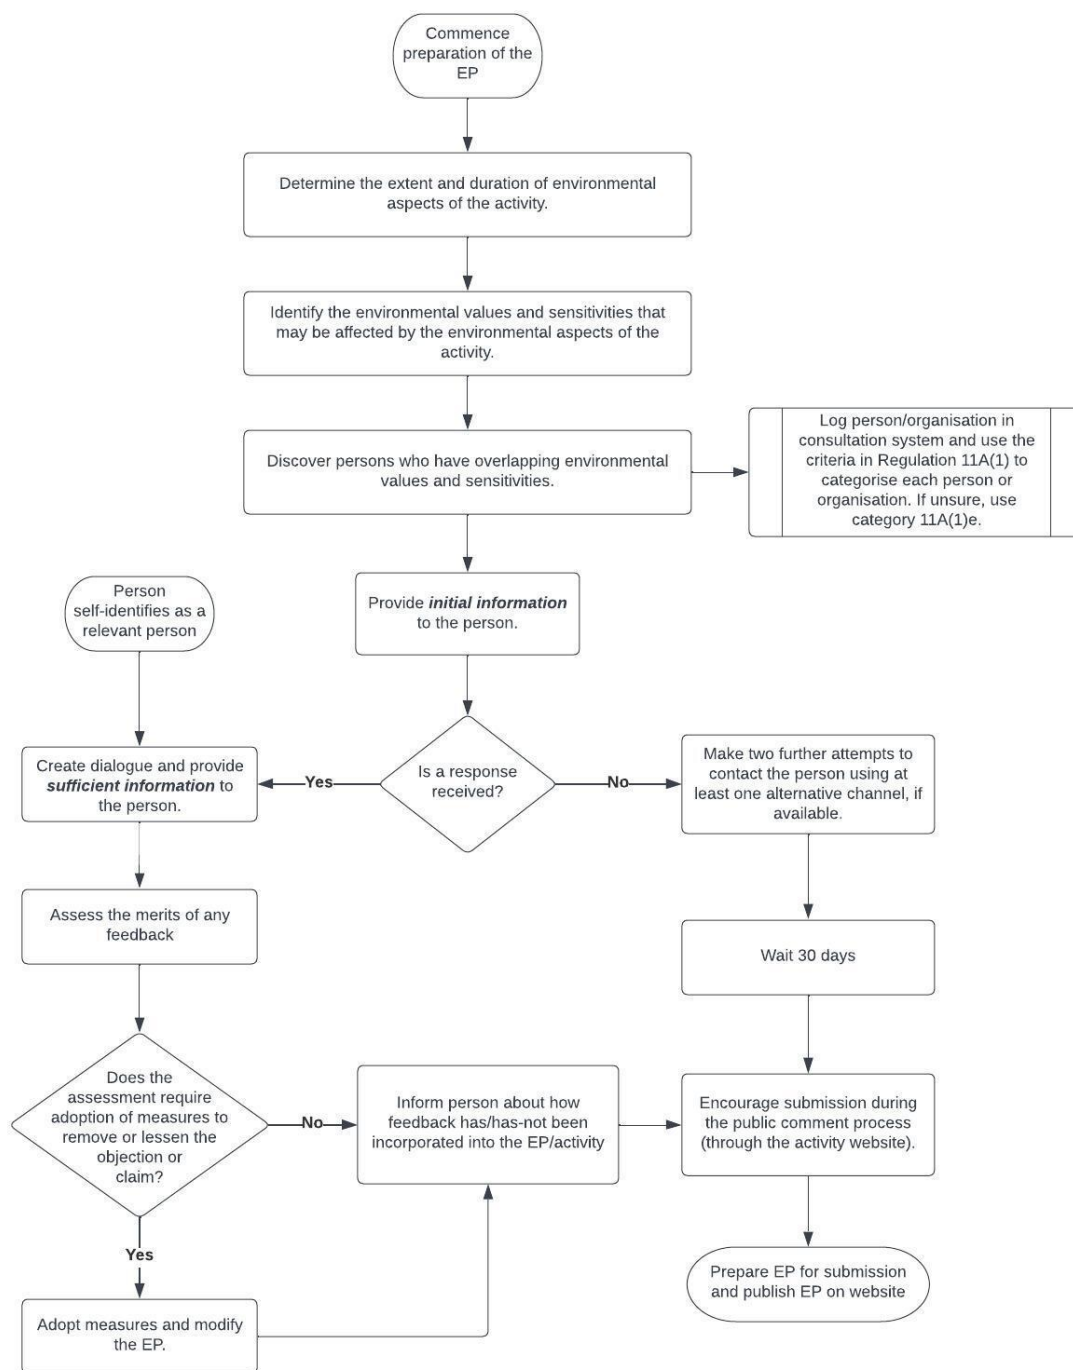 Commence
preparation of the
EP
Determine the extent and duration of environmental
aspects of the activity.
Identify the environmental values and sensitivities that
may be affected by the environmental aspects of the
activity.
Discover persons who have overlapping environmental
values and sensitivities.
Log person/organisation in
consultation system and use the
criteria in Regulation 11A(1) to
categorise each person or
organisation. If unsure, use
category 11A(1)e.
Person
self-identifies as a
relevant person
Provide initial information
to the person.
Is a response
received?
Yes
No
Create dialogue and provide
sufficient information to
the person.
Make two further attempts to
contact the person using at
least one alternative channel, if
available.
Assess the merits of any
feedback
Wait 30 days
Does the
assessment require
adoption of measures to
remove or lessen the
objection or
claim?
No
Inform person about how
feedback has/has-not been
incorporated into the EP/activity
Encourage submission during
the public comment process
(through the activity website).
Yes
Adopt measures and modify
the EP.
Prepare EP for submission
and publish EP on website